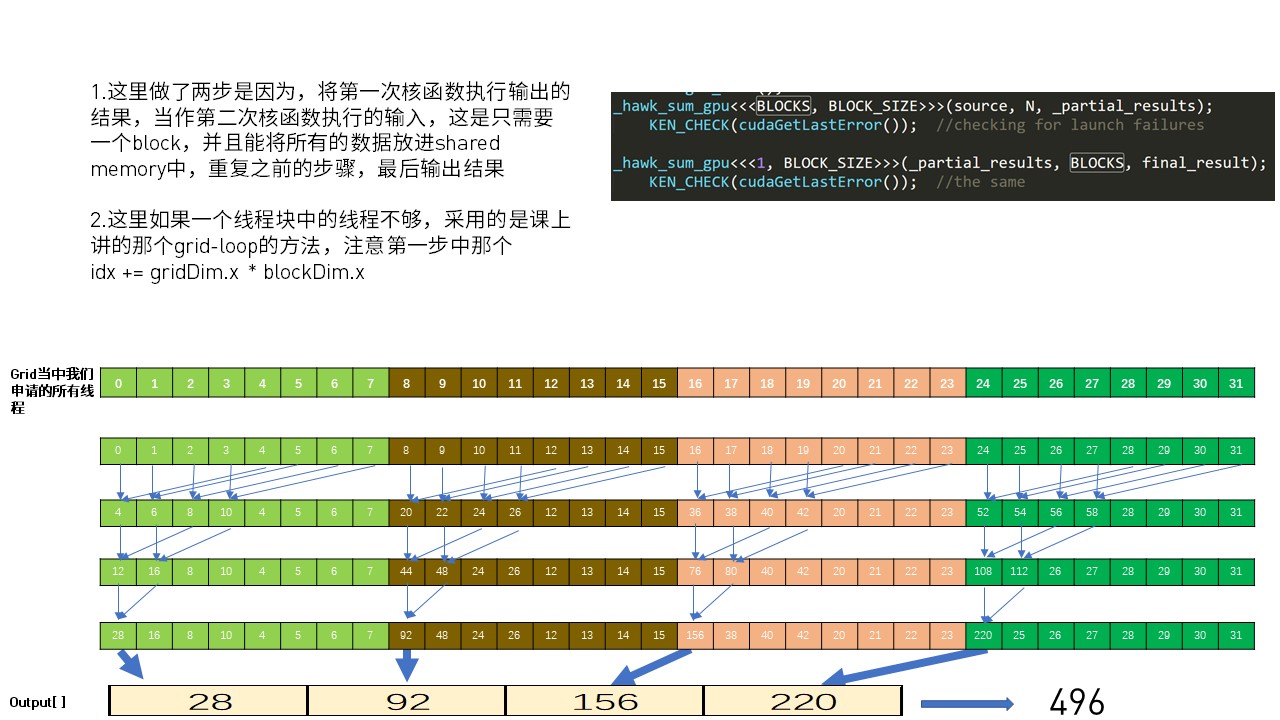 1.这里做了两步是因为，将第一次核函数执行输出的
结果，当作第二次核函数执行的输入，这是只需要
一个block，并且能将所有的数据放进shared
memory中，重复之前的步骤，最后输出结果
2.这里如果一个线程块中的线程不够，采用的是课上
讲的那个grid-loop的方法，注意第一步中那个
idx += gridDim.x * blockDim.x
_hawk_sum_gpu<<<BLOCKS, BLOCK_SIZE>>>(source, N, _partial_results);
KEN_CHECK(cudaGetLastError()); //checking for launch failures
_hawk_sum_gpu<<<1, BLOCK_SIZE>>>(_partial_results, BLOCKS, final_result);
KEN_CHECK(cudaGetLastError()); //the same
Grid当中我们
申请的所有线
程
0 1 2 3 4 5 6 7 8 9 10 11 12 13 14 15 16 17 18 19 20 21 22 23 24 25 26 27 28 29 30 31
0 1 2 3 4 5 6 7 8 9 10 11 12 13 14 15 16 17 18 19 20 21 22 23 24 25 26 27 28 29 30 31
4 6 8 10 4 5 6 7 20 22 24 26 12 13 14 15 36 38 40 42 20 21 22 23 52 54 56 58 28 29 30 31
12 16 8 10 4 5 6 7 44 48 24 26 12 13 14 15 76 80 40 42 20 21 22 23 108 112 26 27 28 29 30 31
28 16 8 10 4 5 6 7 92 48 24 26 12 13 14 15 156 38 40 42 20 21 22 23 220 25 26 27 28 29 30 31
Output[ ] 28 92 156 220 496